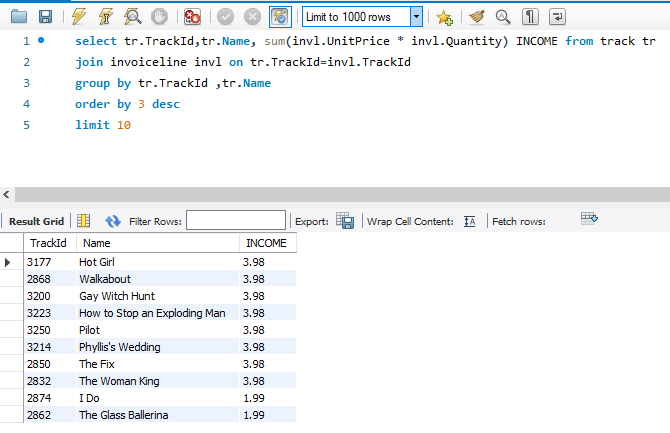 Limit to 1000 rows
1 select tr.TrackId,tr.Name, sum(invl.UnitPrice * invl.Quantity) INCOME from track tr
2 join invoiceline invl on tr.TrackId=invl.TrackId
3 group by tr.TrackId ,tr.Name
4 order by 3 desc
5 limit 10
Result Grid Filter Rows: Export: Wrap Cell Content: Fetch rows:
TrackId Name INCOME
3177 Hot Girl 3.98
2868 Walkabout 3.98
3200 Gay Witch Hunt 3.98
3223 How to Stop an Exploding Man 3.98
3250 Pilot 3.98
3214 Phyllis's Wedding 3.98
2850 The Fix 3.98
2832 The Woman King 3.98
2874 I Do 1.99
2862 The Glass Ballerina 1.99